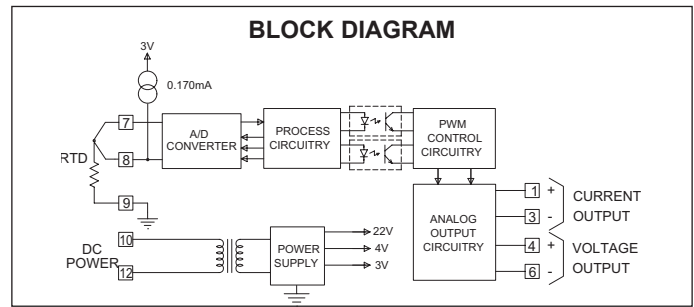 BLOCK DIAGRAM
3V
0.170mA
7
8
9
RTD
A/D
CONVERTER
PROCESS
CIRCUITRY
PWM
CONTROL
CIRCUITRY
ANALOG
OUTPUT
CIRCUITRY
1 +
3 -
CURRENT
OUTPUT
4 +
6 -
VOLTAGE
OUTPUT
DC
POWER
10
12
POWER
SUPPLY
22V
4V
3V